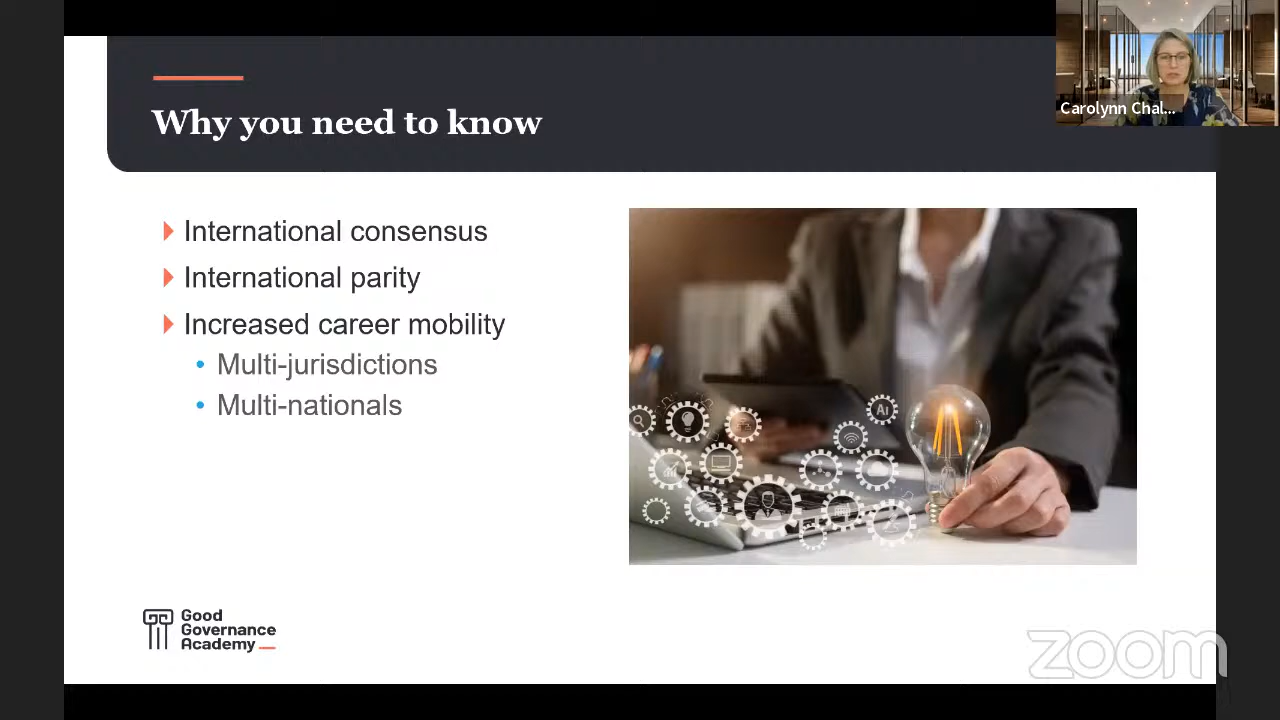 Why you need to know
Carolynn Chal...
International consensus
International parity
Increased career mobility
Multi-jurisdictions
Multi-nationals
Ai
Good
Governance
Academy
zoom